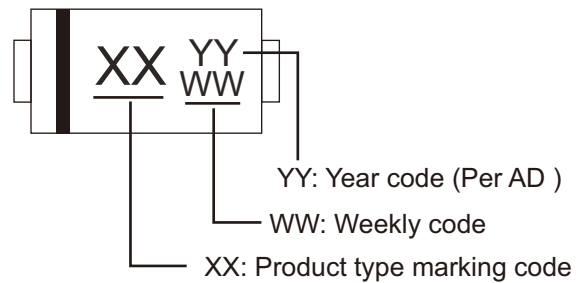 XX YY
WW
YY: Year code (Per AD )
WW: Weekly code
XX: Product type marking code